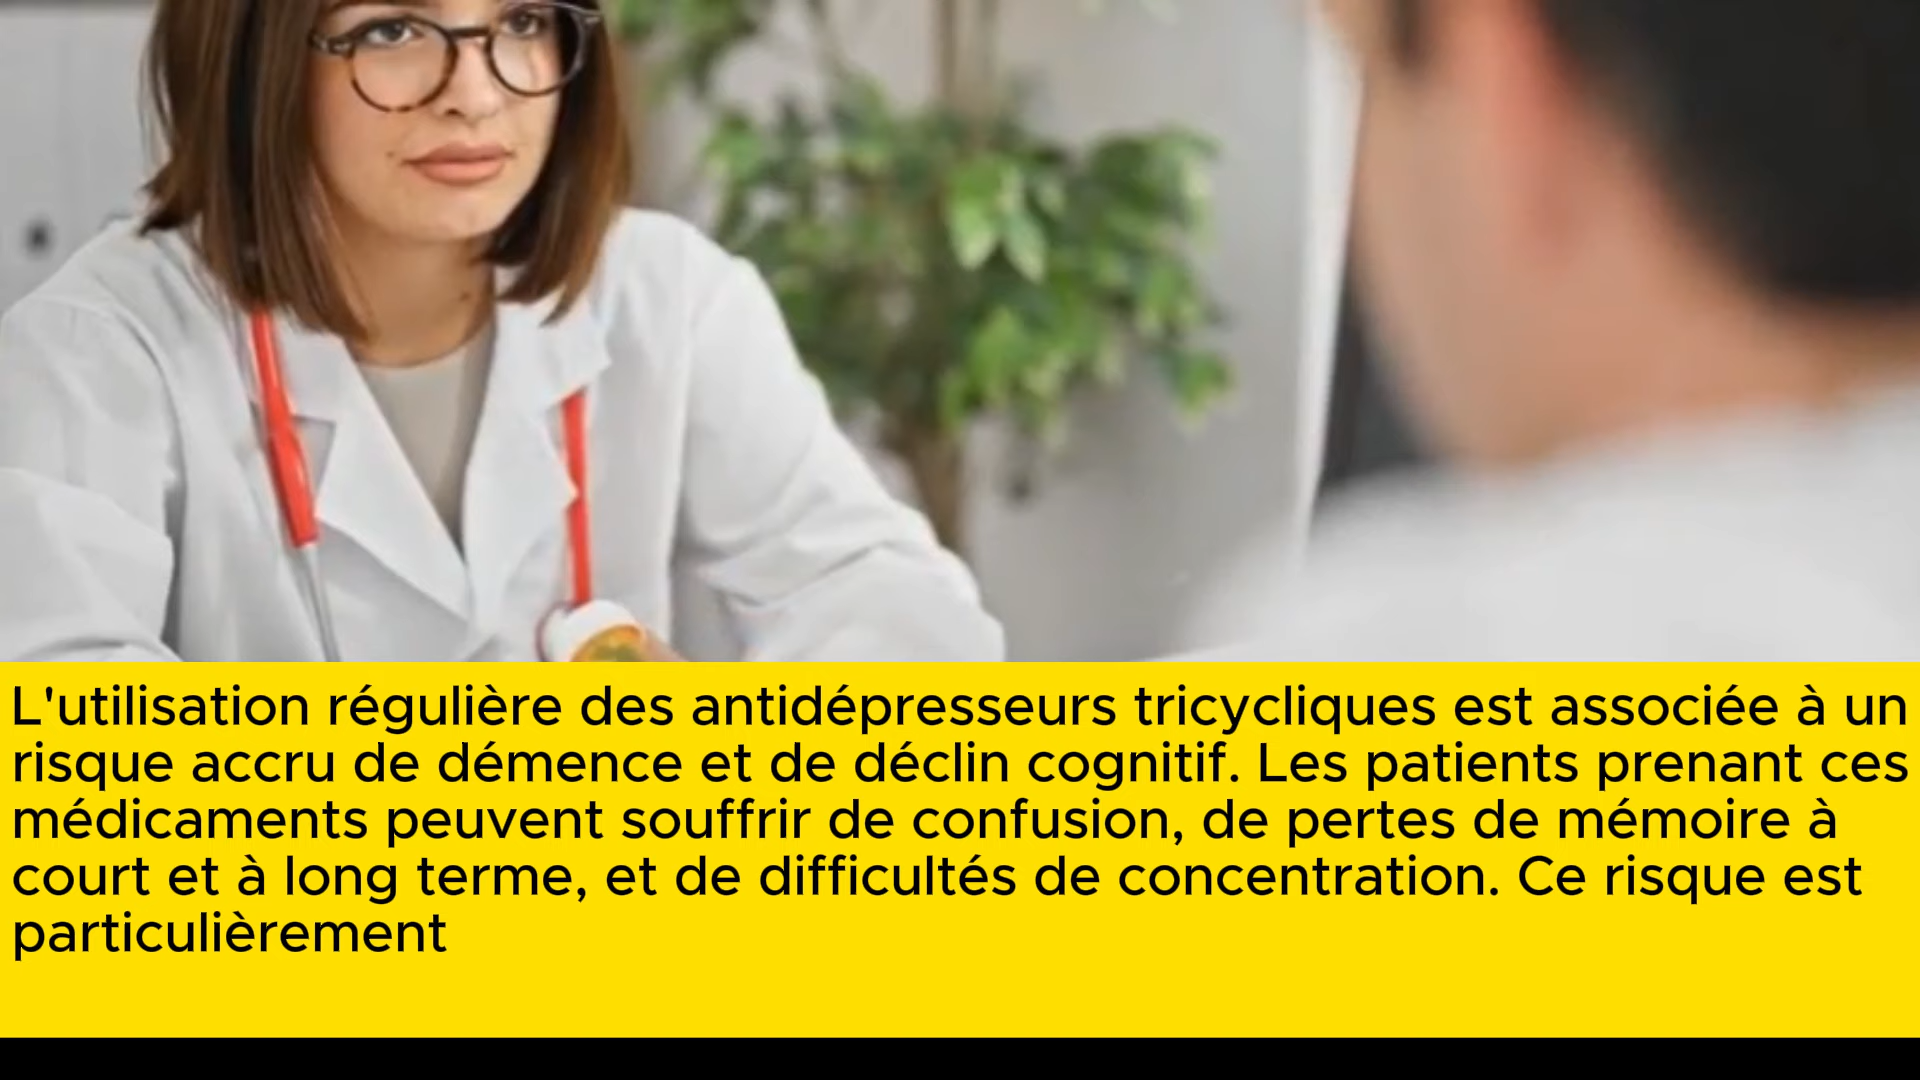 L'utilisation régulière des antidépresseurs tricycliques est associée à un
risque accru de démence et de déclin cognitif. Les patients prenant ces
médicaments peuvent souffrir de confusion, de pertes de mémoire à
court et à long terme, et de difficultés de concentration. Ce risque est
particulièrement